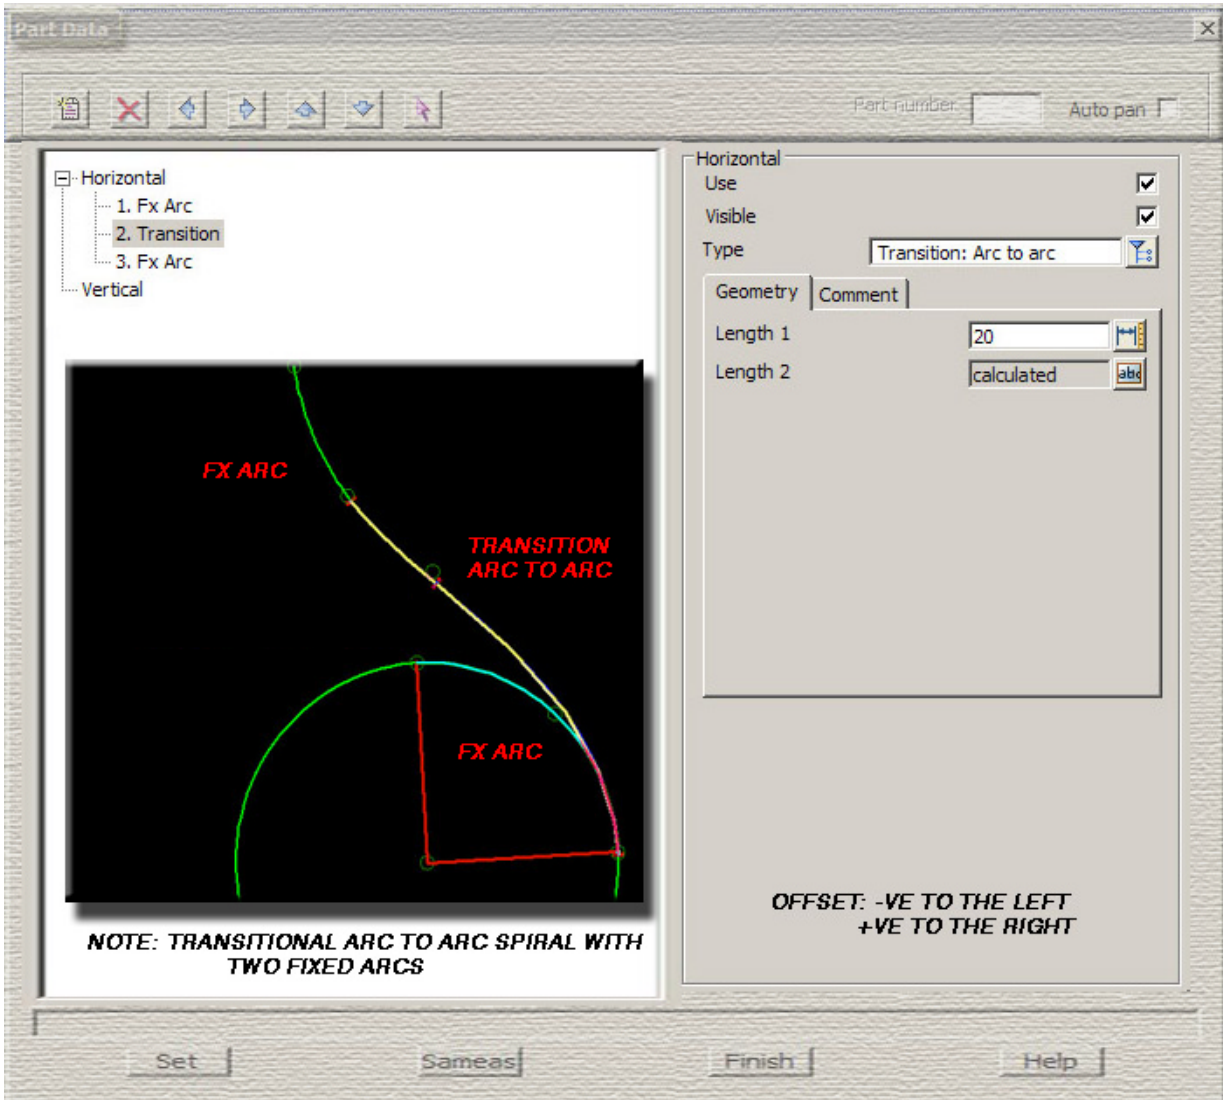 Part Data
Part number
Auto pan
Horizontal
1. Fx Arc
2. Transition
3. Fx Arc
Vertical
FX ARC
TRANSITION
ARC TO ARC
FX ARC
NOTE: TRANSITIONAL ARC TO ARC SPIRAL WITH
TWO FIXED ARCS
Horizontal
Use
Visible
Type Transition: Arc to arc
Geometry Comment
Length 1 20
Length 2 calculated abc
OFFSET: -VE TO THE LEFT
+VE TO THE RIGHT
Set Sameas Finish Help